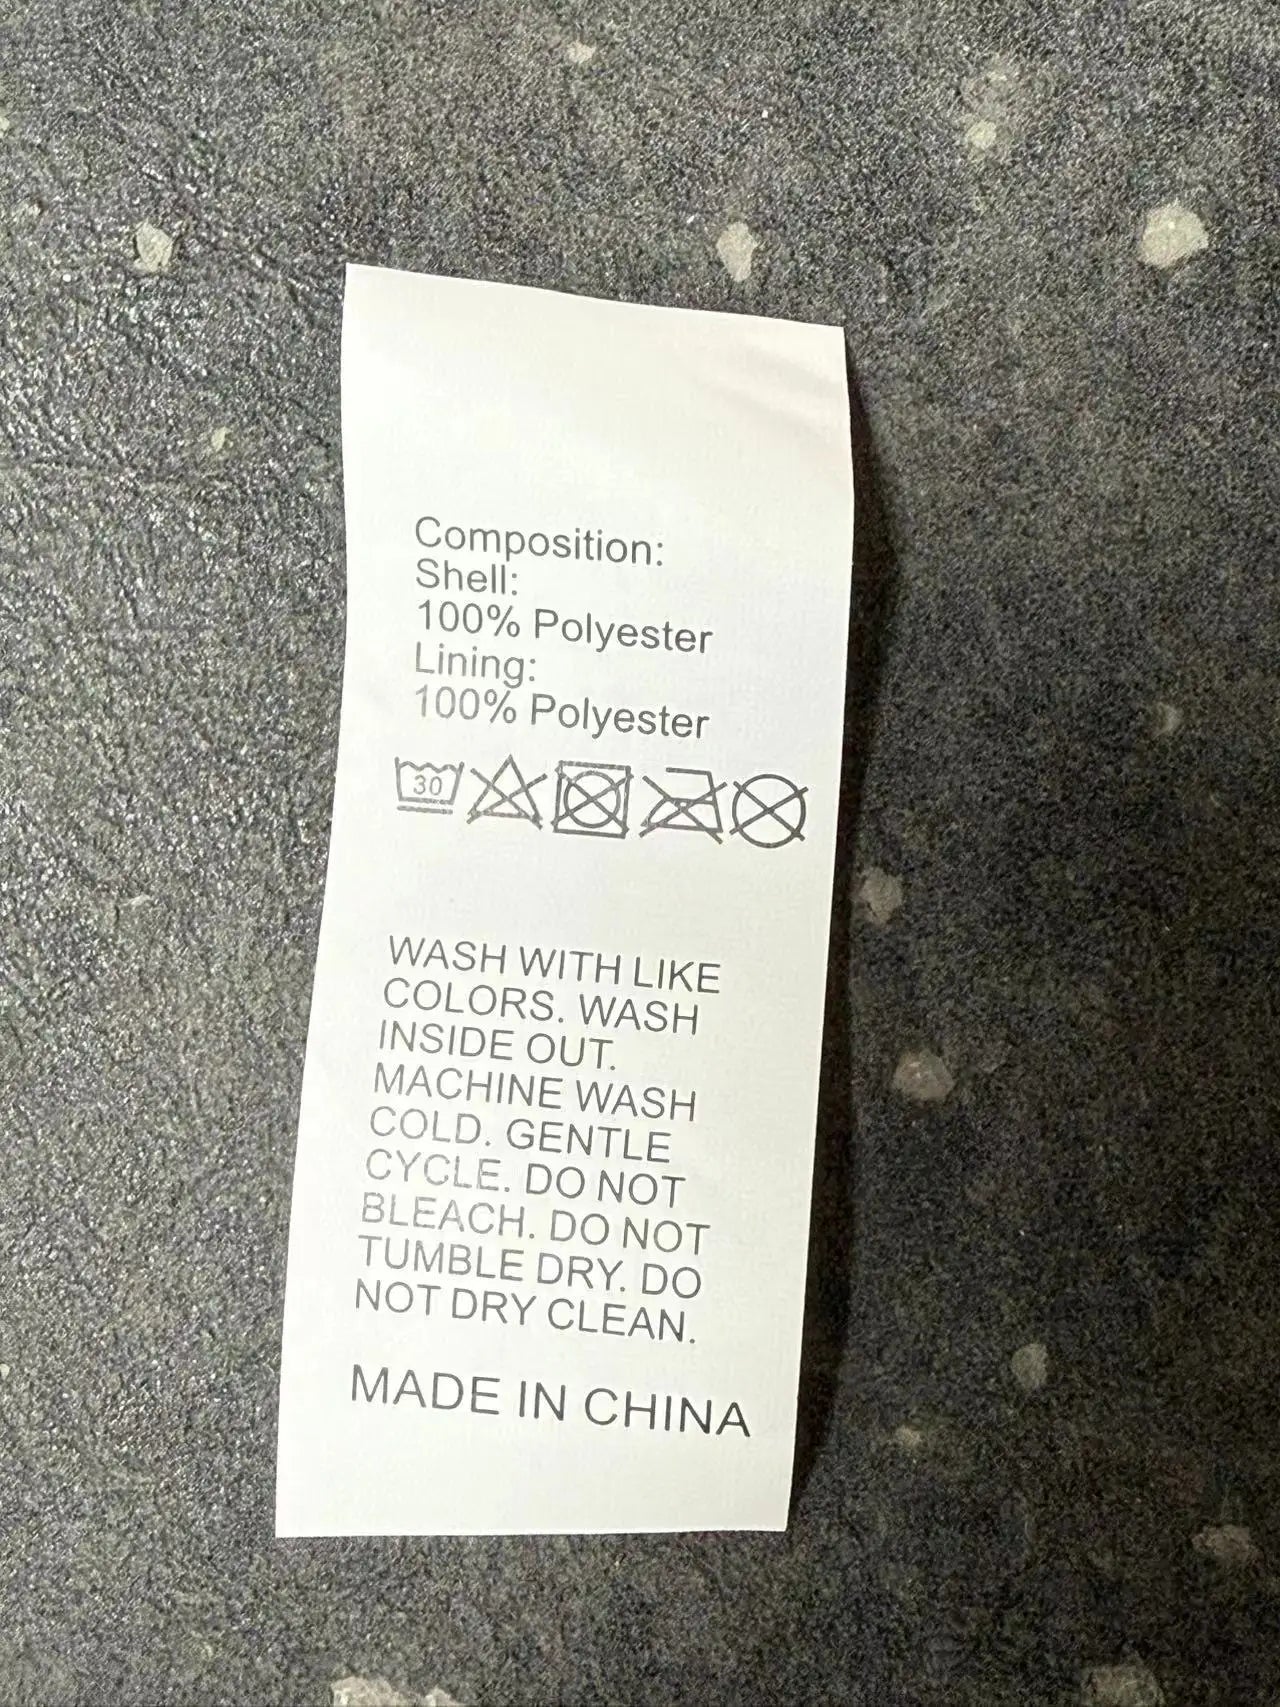 Composition:
Shell:
100% Polyester
Lining:
100% Polyester
30
WASH WITH LIKE
COLORS. WASH
INSIDE OUT.
MACHINE WASH
COLD. GENTLE
CYCLE. DO NOT
BLEACH. DO NOT
TUMBLE DRY. DO
NOT DRY CLEAN.
MADE IN CHINA